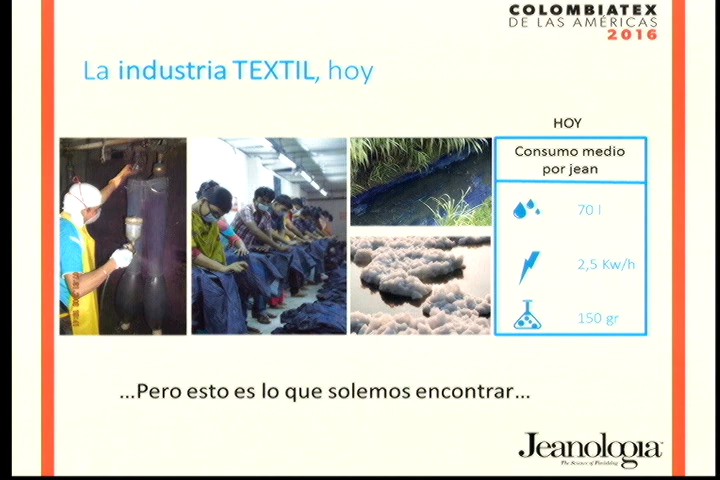 COLOMBIATEX
DE LAS AMÉRICAS
2016
La industria TEXTIL, hoy
HOY
Consumo medio
por jean
70 l
2,5 Kw/h
150 gr
...Pero esto es lo que solemos encontrar...
Jeanologia
The Science of Finishing